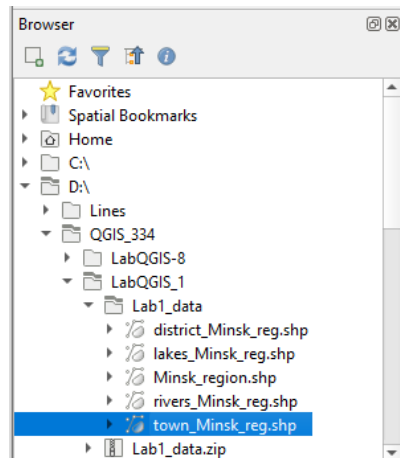 Browser
Favorites
Spatial Bookmarks
Home
C:\
D:\
Lines
QGIS_334
LabQGIS-8
LabQGIS_1
Lab1_data
district_Minsk_reg.shp
lakes_Minsk_reg.shp
Minsk_region.shp
rivers_Minsk_reg.shp
town_Minsk_reg.shp
Lab1_data.zip